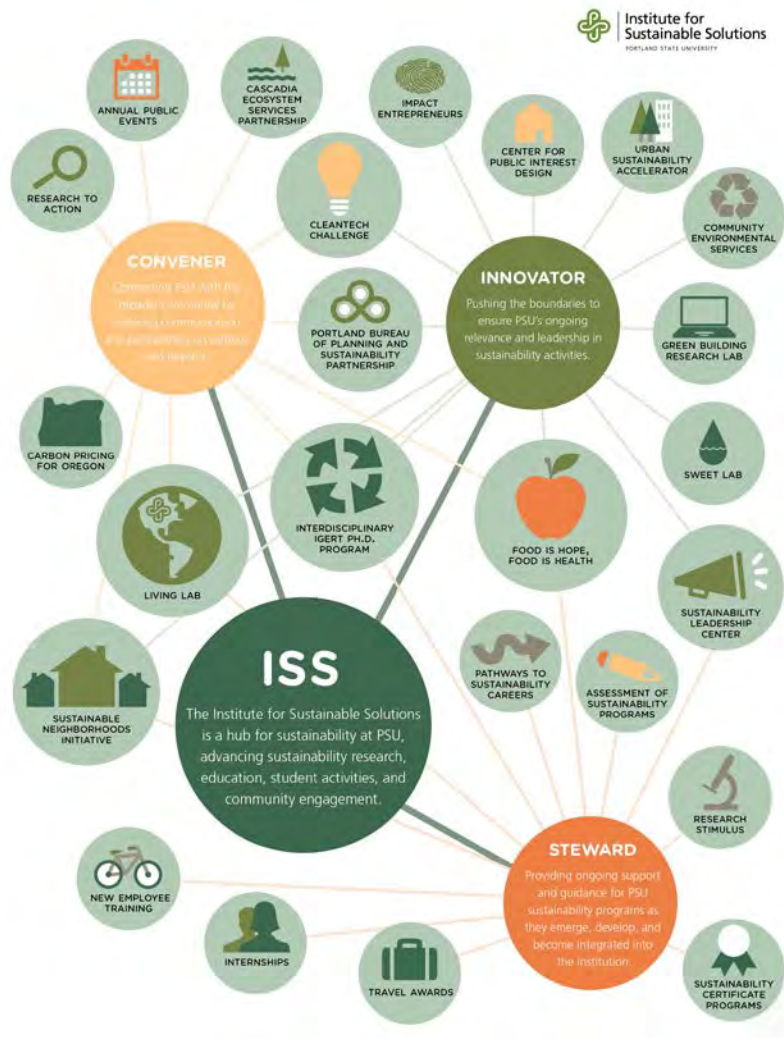 Institute for
Sustainable Solutions
PORTLAND STATE UNIVERSITY
ANNUAL PUBLIC
EVENTS
CASCADIA
ECOSYSTEM
SERVICES
PARTNERSHIP
IMPACT
ENTREPRENEURS
CENTER FOR
PUBLIC INTEREST
DESIGN
URBAN
SUSTAINABILITY
ACCELERATOR
RESEARCH TO
ACTION
CLEANTECH
CHALLENGE
COMMUNITY
ENVIRONMENTAL
SERVICES
CONVENER
Connecting PSU with the
INNOVATOR
Pushing the boundaries to
ensure PSU's ongoing
relevance and leadership in
sustainability activities.
PORTLAND BUREAU
OF PLANNING AND
SUSTAINABILITY
PARTNERSHIP
GREEN BUILDING
RESEARCH LAB
CARBON PRICING
FOR OREGON
SWEET LAB
INTERDISCIPLINARY
IGERT PH.D.
PROGRAM
FOOD IS HOPE,
FOOD IS HEALTH
LIVING LAB
SUSTAINABILITY
LEADERSHIP
CENTER
ISS
The Institute for Sustainable Solutions
is a hub for sustainability at PSU,
advancing sustainability research,
education, student activities, and
community engagement.
PATHWAYS TO
SUSTAINABILITY
CAREERS
ASSESSMENT OF
SUSTAINABILITY
PROGRAMS
SUSTAINABLE
NEIGHBORHOODS
INITIATIVE
RESEARCH
STIMULUS
STEWARD
Providing ongoing support
and guidance for PSU
sustainability programs as
they emerge, develop, and
become integrated into
the institution.
NEW EMPLOYEE
TRAINING
INTERNSHIPS
TRAVEL AWARDS
SUSTAINABILITY
CERTIFICATE
PROGRAMS